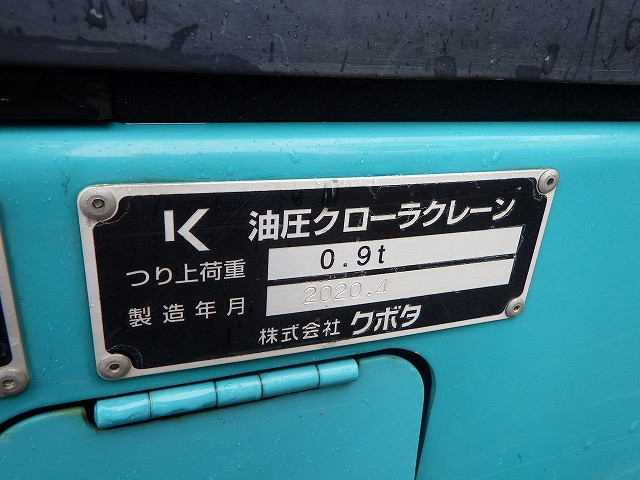 K 油圧クローラクレーン
つり上荷重 0.9t
製造年月 2020.4
株式会社 クボタ